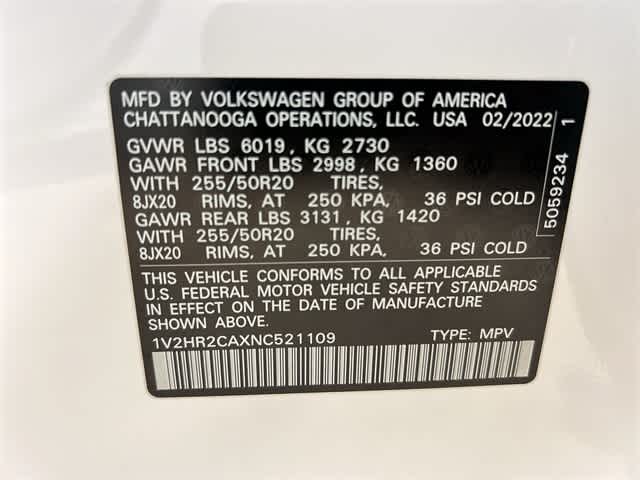 MFD BY VOLKSWAGEN GROUP OF AMERICA
CHATTANOOGA OPERATIONS, LLC. USA 02/2022
GVWR LBS 6019, KG 2730
GAWR FRONT LBS 2998, KG 1360
WITH 255/50R20 TIRES,
8JX20 RIMS, AT 250 KPA, 36 PSI COLD
GAWR REAR LBS 3131, KG 1420
WITH 255/50R20 TIRES,
8JX20 RIMS, AT 250 KPA, 36 PSI COLD
THIS VEHICLE CONFORMS TO ALL APPLICABLE
U.S. FEDERAL MOTOR VEHICLE SAFETY STANDARDS
IN EFFECT ON THE DATE OF MANUFACTURE
SHOWN ABOVE.
1V2HR2CAXNC521109 TYPE: MPV
5059234 1